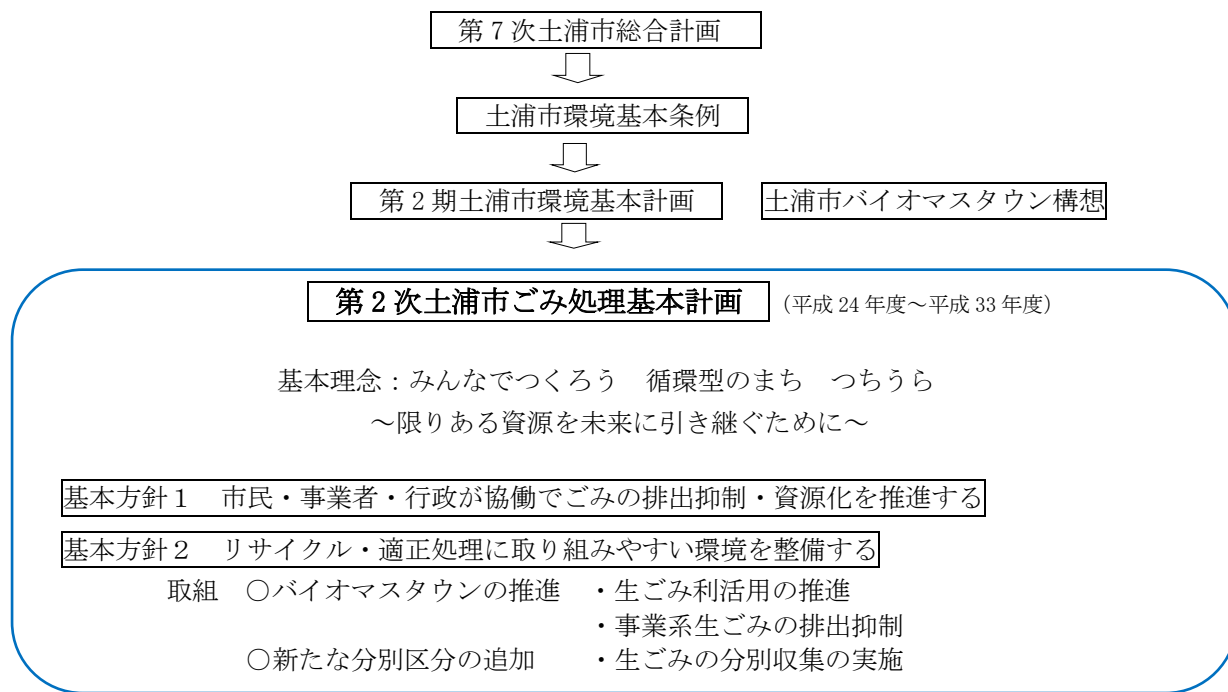 第７次土浦市総合計画
土浦市環境基本条例
第２期土浦市環境基本計画　土浦市バイオマスタウン構想
第２次土浦市ごみ処理基本計画　（平成 24 年度～平成 33 年度）
基本理念：みんなでつくろう　循環型のまち　つちうら
～限りある資源を未来に引き継ぐために～
基本方針１　市民・事業者・行政が協働でごみの排出抑制・資源化を推進する
基本方針２　リサイクル・適正処理に取り組みやすい環境を整備する
取組　○バイオマスタウンの推進　・生ごみ利活用の推進
・事業系生ごみの排出抑制
○新たな分別区分の追加　・生ごみの分別収集の実施